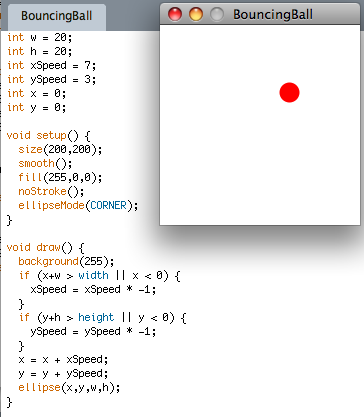 BouncingBall
BouncingBall
int w = 20;
int h = 20;
int xSpeed = 7;
int ySpeed = 3;
int x = 0;
int y = 0;

void setup() {
  size(200,200);
  smooth();
  fill(255,0,0);
  noStroke();
  ellipseMode(CORNER);
}

void draw() {
  background(255);
  if (x+w > width || x < 0) {
    xSpeed = xSpeed * -1;
  }
  if (y+h > height || y < 0) {
    ySpeed = ySpeed * -1;
  }
  x = x + xSpeed;
  y = y + ySpeed;
  ellipse(x,y,w,h);
}